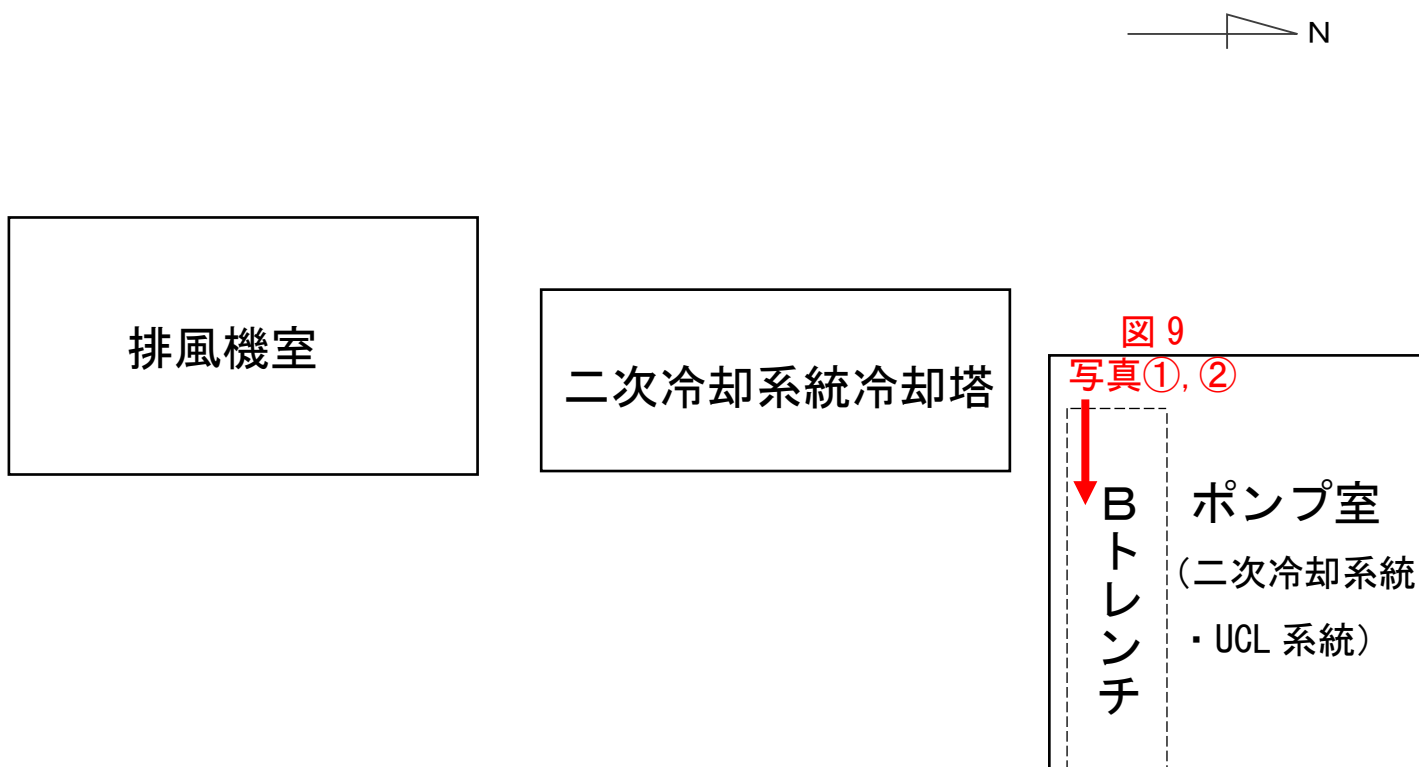 N
排風機室
二次冷却系統冷却塔
図 9
写真①, ②
Bトレンチ
ポンプ室
(二次冷却系統
・UCL 系統)